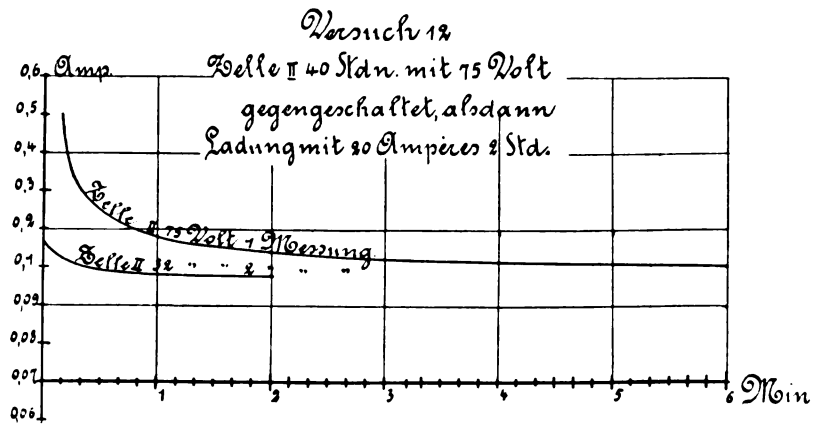 Versuch 12
Zelle II 40 Stdn. mit 75 Volt
gegengeschaltet, alsdann
Ladung mit 20 Ampères 2 Std.
Amp.
0,6
0,5
0,4
0,3
0,2
0,1
0,09
0,08
0,07
0,06
Zelle II 75 Volt 1 Messung
Zelle II 32 " " 2 " " "
1 2 3 4 5 6 Min